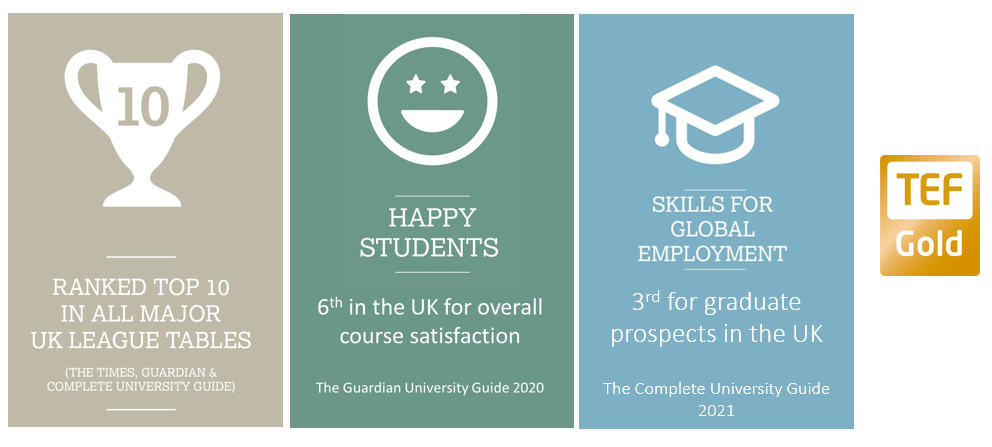 10
RANKED TOP 10
IN ALL MAJOR
UK LEAGUE TABLES
(THE TIMES, GUARDIAN &
COMPLETE UNIVERSITY GUIDE)
HAPPY
STUDENTS
6th in the UK for overall
course satisfaction
The Guardian University Guide 2020
SKILLS FOR
GLOBAL
EMPLOYMENT
3rd for graduate
prospects in the UK
The Complete University Guide
2021
TEF
Gold